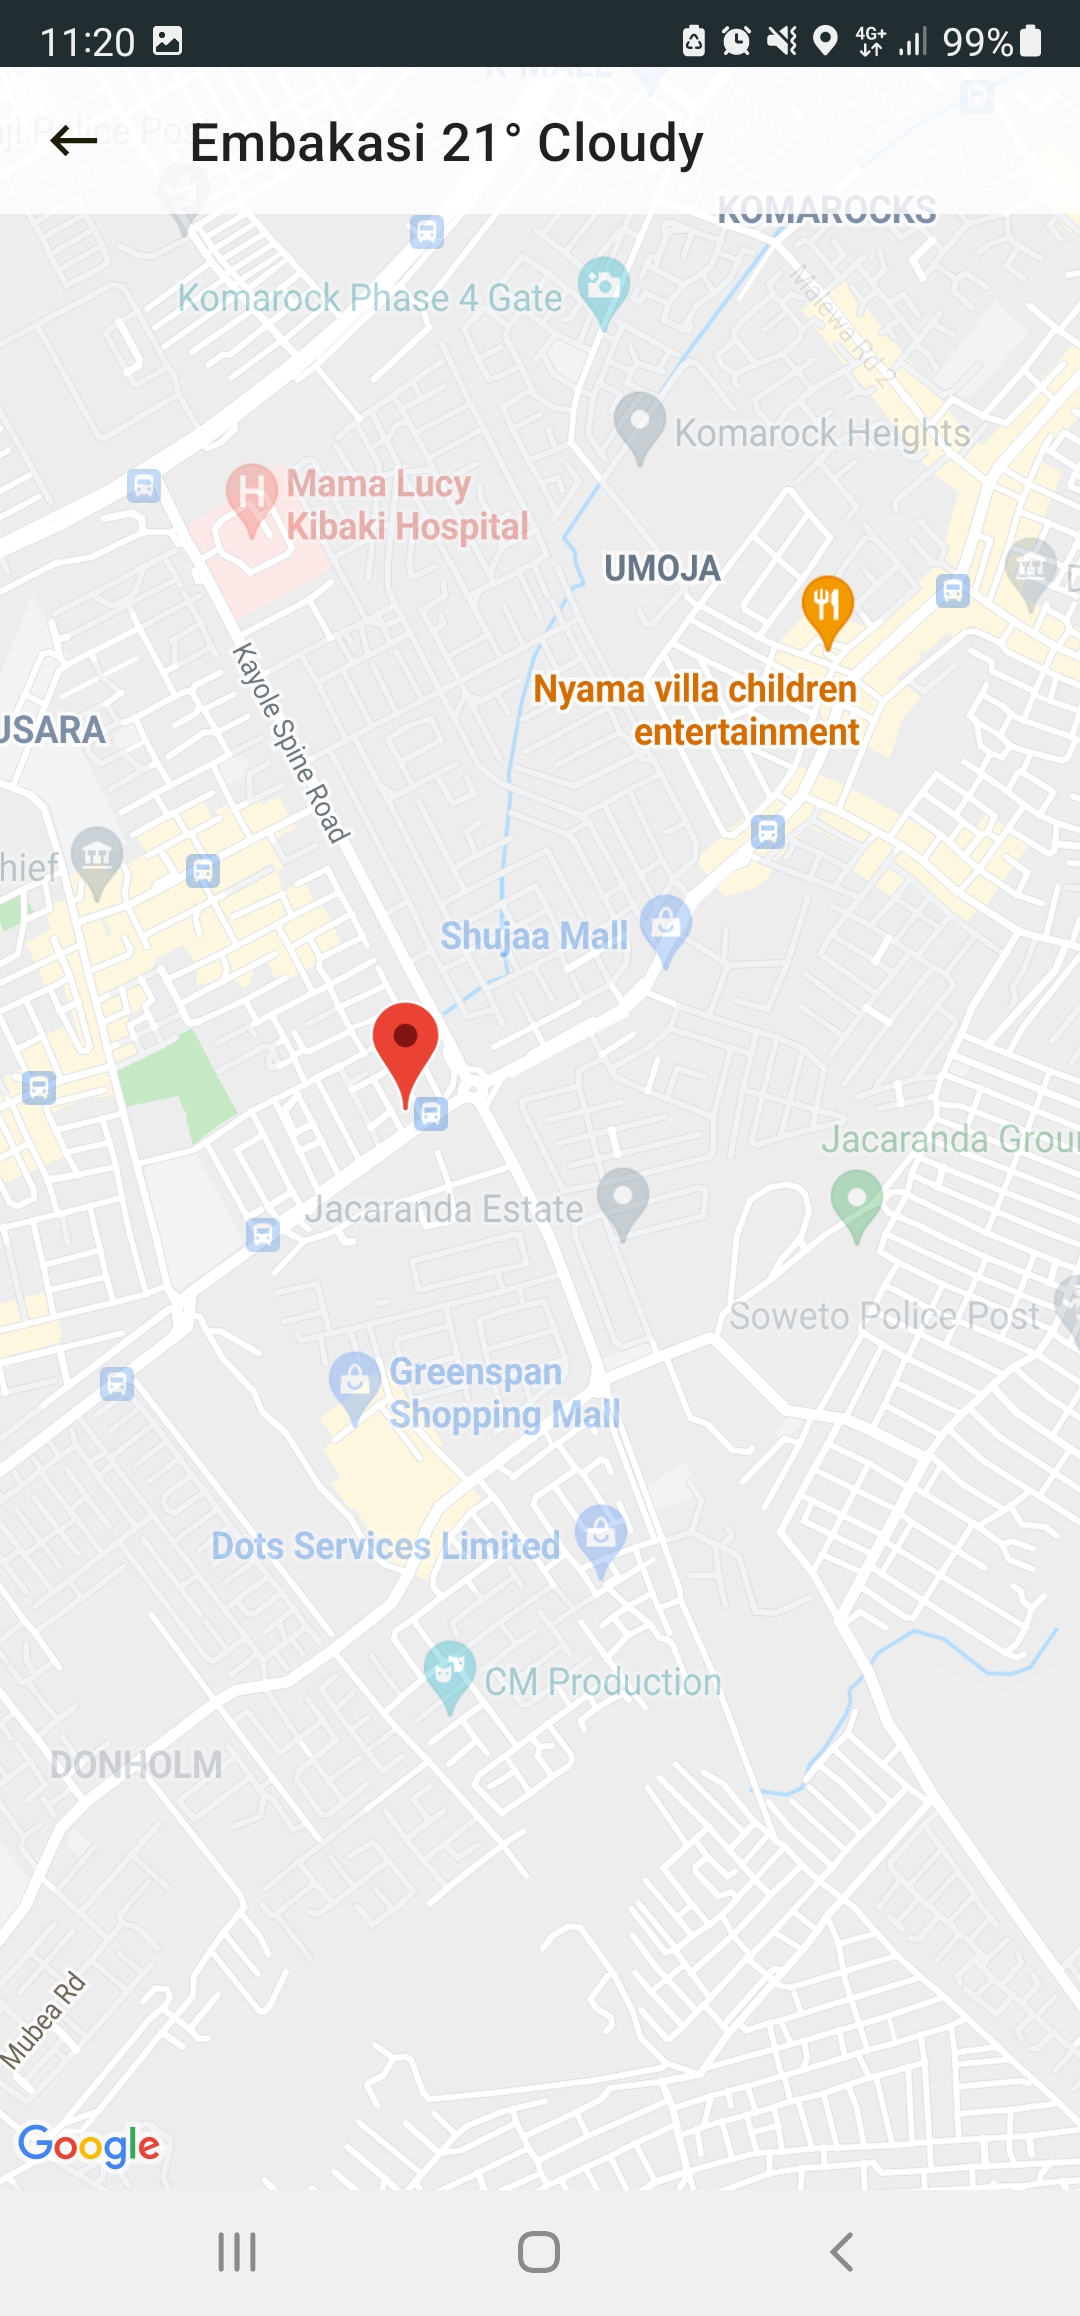 11:20
4G+
99%
K-MALL
Embakasi 21° Cloudy
KOMAROCKS
Komarock Phase 4 Gate
Malewa Rd 2
Komarock Heights
Mama Lucy
Kibaki Hospital
UMOJA
Kayole Spine Road
Nyama villa children
entertainment
USARA
hief
Shujaa Mall
Jacaranda Grou
Jacaranda Estate
Soweto Police Post
Greenspan
Shopping Mall
Dots Services Limited
CM Production
DONHOLM
Mubea Rd
Google